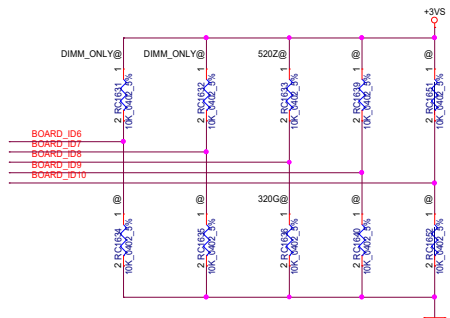 +3VS
DIMM_ONLY@
DIMM_ONLY@
520Z@
@
@
1
2
RC1631
10K_0402_5%
1
2
RC1632
10K_0402_5%
1
2
RC1633
10K_0402_5%
1
2
RC1639
10K_0402_5%
1
2
RC1651
10K_0402_5%
BOARD_ID6
BOARD_ID7
BOARD_ID8
BOARD_ID9
BOARD_ID10
@
@
320G@
@
@
1
2
RC1634
10K_0402_5%
1
2
RC1635
10K_0402_5%
1
2
RC1636
10K_0402_5%
1
2
RC1640
10K_0402_5%
1
2
RC1652
10K_0402_5%